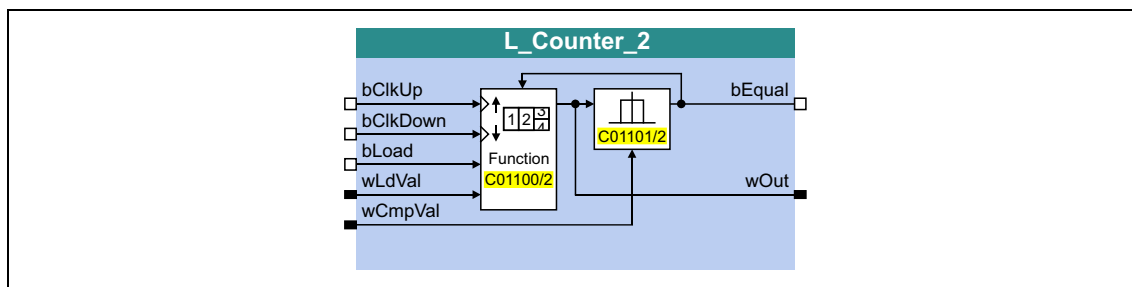 L_Counter_2
bClkUp
bClkDown
bLoad
wLdVal
wCmpVal
1 2 3 4
Function
C01100/2
C01101/2
bEqual
wOut